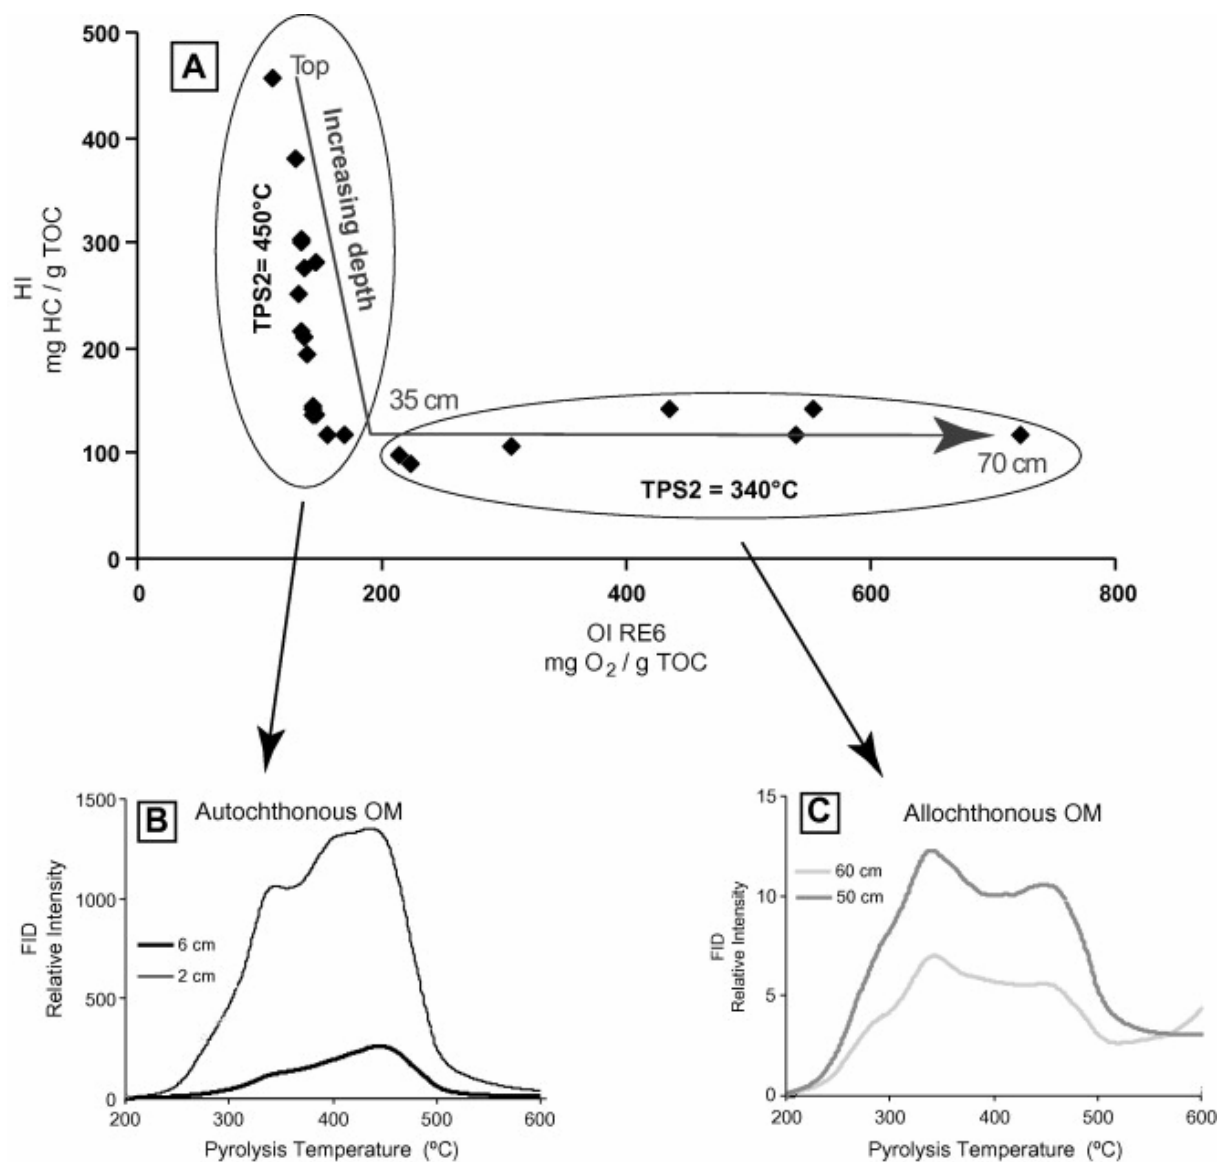 A
500
400
300
200
100
0
HI
mg HC / g TOC
Top
Increasing depth
TPS2= 450°C
35 cm
70 cm
TPS2 = 340°C
0
200
400
600
800
OI RE6
mg O₂ / g TOC
B
Autochthonous OM
1500
1000
500
0
FID
Relative Intensity
6 cm
2 cm
200
300
400
500
600
Pyrolysis Temperature (ºC)
C
Allochthonous OM
15
10
5
0
FID
Relative Intensity
60 cm
50 cm
200
300
400
500
600
Pyrolysis Temperature (ºC)